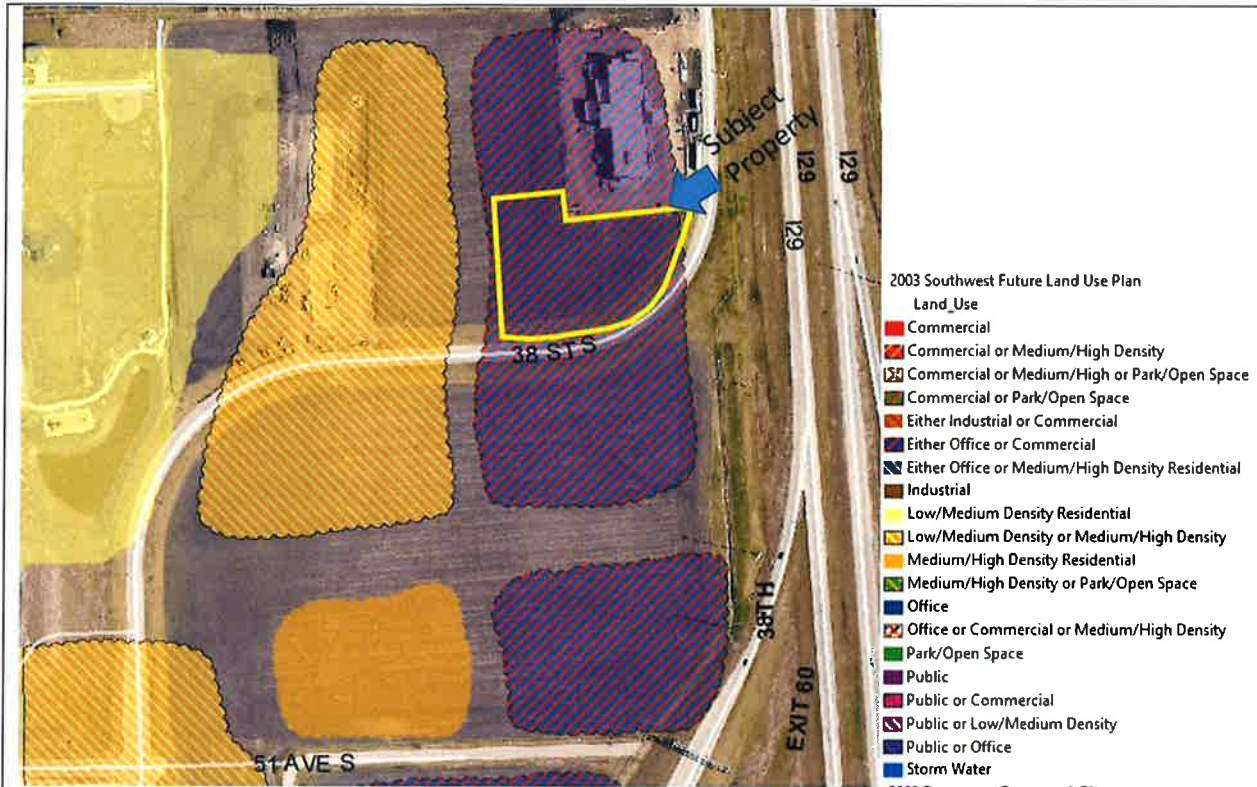 Subject
Property
I29
I29
I29
38 ST S
38TH
EXIT 60
51 AVE S
2003 Southwest Future Land Use Plan
Land_Use
Commercial
Commercial or Medium/High Density
Commercial or Medium/High or Park/Open Space
Commercial or Park/Open Space
Either Industrial or Commercial
Either Office or Commercial
Either Office or Medium/High Density Residential
Industrial
Low/Medium Density Residential
Low/Medium Density or Medium/High Density
Medium/High Density Residential
Medium/High Density or Park/Open Space
Office
Office or Commercial or Medium/High Density
Park/Open Space
Public
Public or Commercial
Public or Low/Medium Density
Public or Office
Storm Water